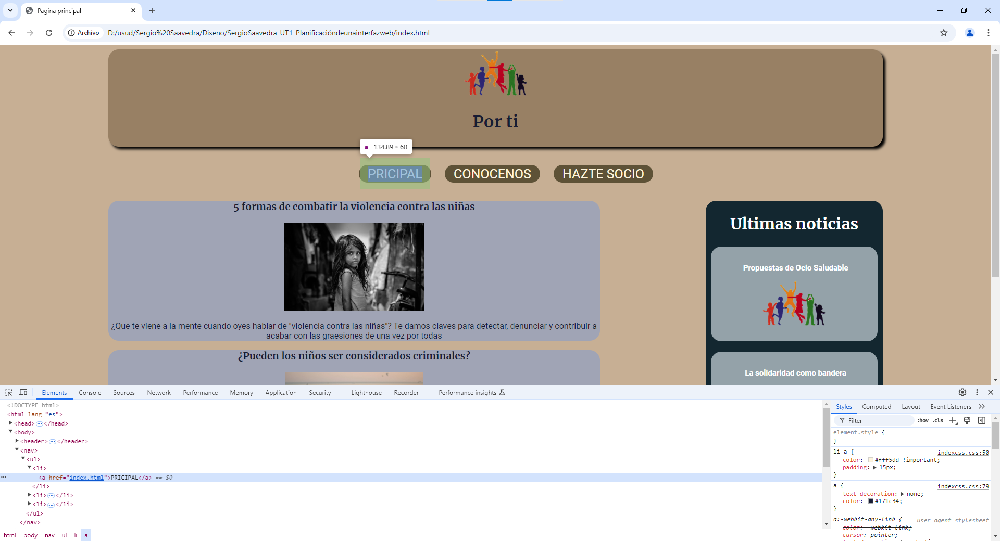 Pagina principal
Archivo
D:/usud/Sergio%20Saavedra/Diseno/SergioSaavedra_UT1_Planificacióndeunainterfazweb/index.html
Por ti
a 134.89 × 60
PRICIPAL
CONOCENOS
HAZTE SOCIO
5 formas de combatir la violencia contra las niñas
¿Que te viene a la mente cuando oyes hablar de "violencia contra las niñas"? Te damos claves para detectar, denunciar y contribuir a
acabar con las graesiones de una vez por todas
¿Pueden los niños ser considerados criminales?
Ultimas noticias
Propuestas de Ocio Saludable
La solidaridad como bandera
Elements Console Sources Network Performance Memory Application Security Lighthouse Recorder Performance insights
<!DOCTYPE html>
<html lang="es">
<head>…</head>
<body>
<header>…</header>
<nav>
<ul>
<li>
<a href="index.html">PRICIPAL</a> == $0
</li>
<li>…</li>
<li>…</li>
</ul>
</nav>
html body nav ul li a
Styles Computed Layout Event Listeners
Filter :hov .cls
element.style {
}
li a { indexcss.css:50
color: #fff5dd !important;
padding: 15px;
}
a { indexcss.css:79
text-decoration: none;
color: #171c34;
}
a:-webkit-any-link { user agent stylesheet
color: -webkit-link;
cursor: pointer;